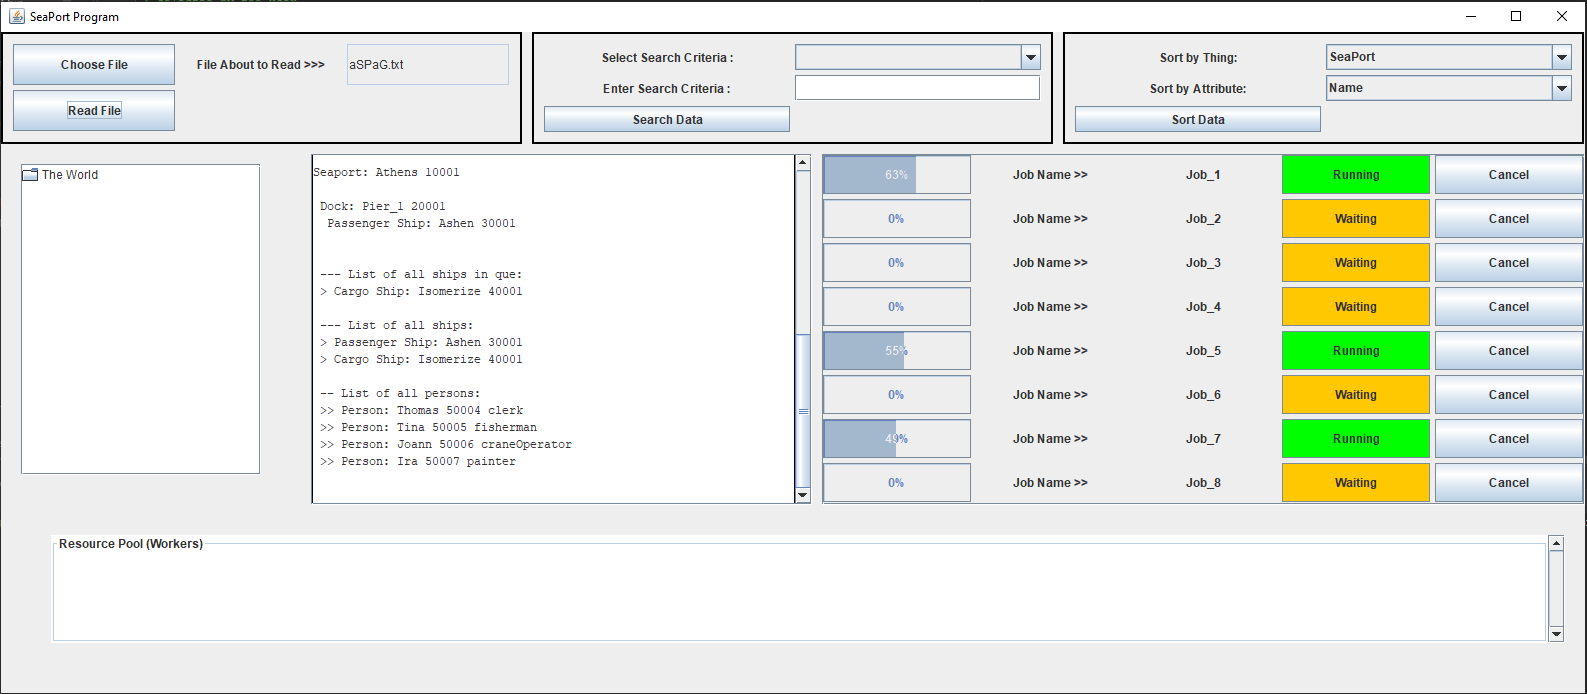 SeaPort Program
Choose File
File About to Read >>>
aSPaG.txt
Read File
Select Search Criteria :
Enter Search Criteria :
Search Data
Sort by Thing:
SeaPort
Sort by Attribute:
Name
Sort Data
The World
Seaport: Athens 10001
Dock: Pier_1 20001
Passenger Ship: Ashen 30001
--- List of all ships in que:
> Cargo Ship: Isomerize 40001
--- List of all ships:
> Passenger Ship: Ashen 30001
> Cargo Ship: Isomerize 40001
-- List of all persons:
>> Person: Thomas 50004 clerk
>> Person: Tina 50005 fisherman
>> Person: Joann 50006 craneOperator
>> Person: Ira 50007 painter
63% Job Name >> Job_1 Running Cancel
0% Job Name >> Job_2 Waiting Cancel
0% Job Name >> Job_3 Waiting Cancel
0% Job Name >> Job_4 Waiting Cancel
55% Job Name >> Job_5 Running Cancel
0% Job Name >> Job_6 Waiting Cancel
49% Job Name >> Job_7 Running Cancel
0% Job Name >> Job_8 Waiting Cancel
Resource Pool (Workers)